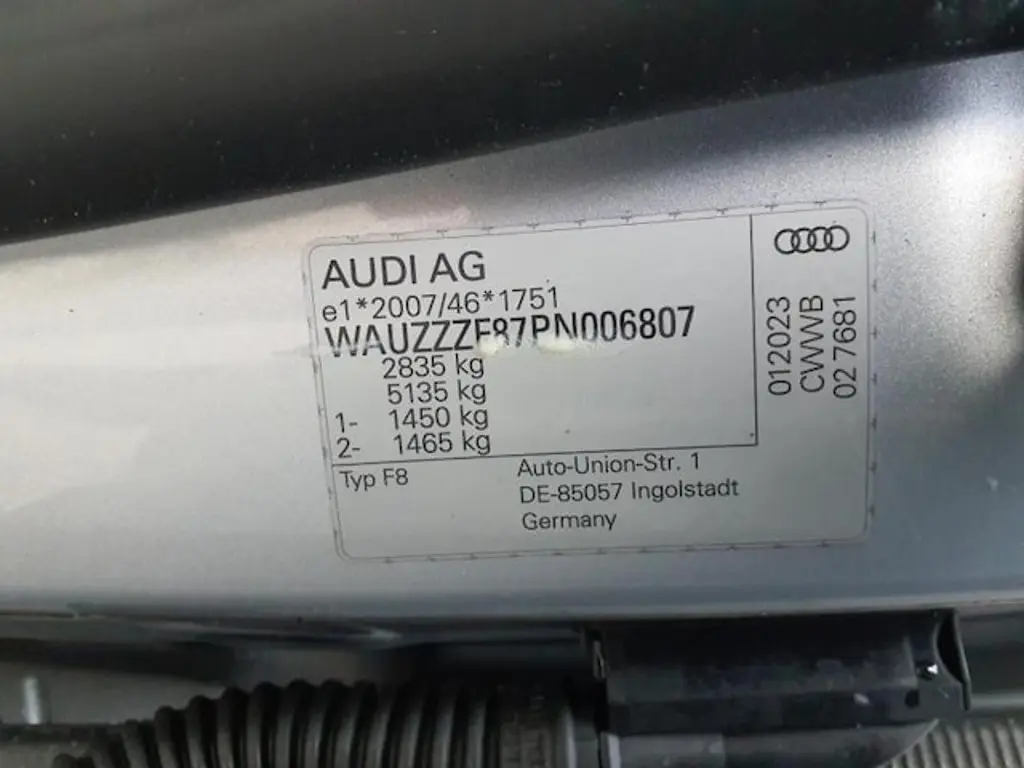 AUDI AG
e1*2007/46*1751
WAUZZZF87PN006807
2835 kg
5135 kg
1- 1450 kg
2- 1465 kg
Typ F8
Auto-Union-Str. 1
DE-85057 Ingolstadt
Germany
012023
CWWB
02 7681